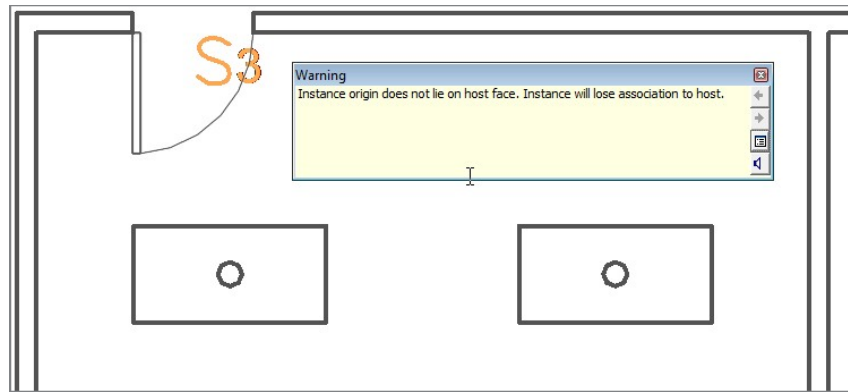 S3
Warning
Instance origin does not lie on host face. Instance will lose association to host.